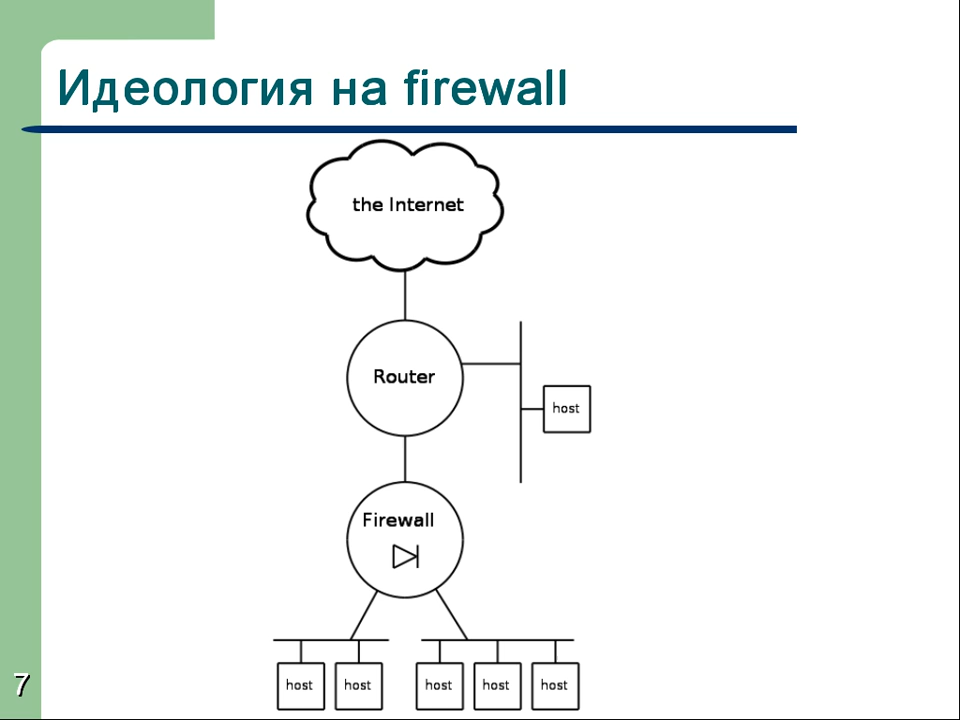 Идеология на firewall
the Internet
Router
host
Firewall
host host host host host
7